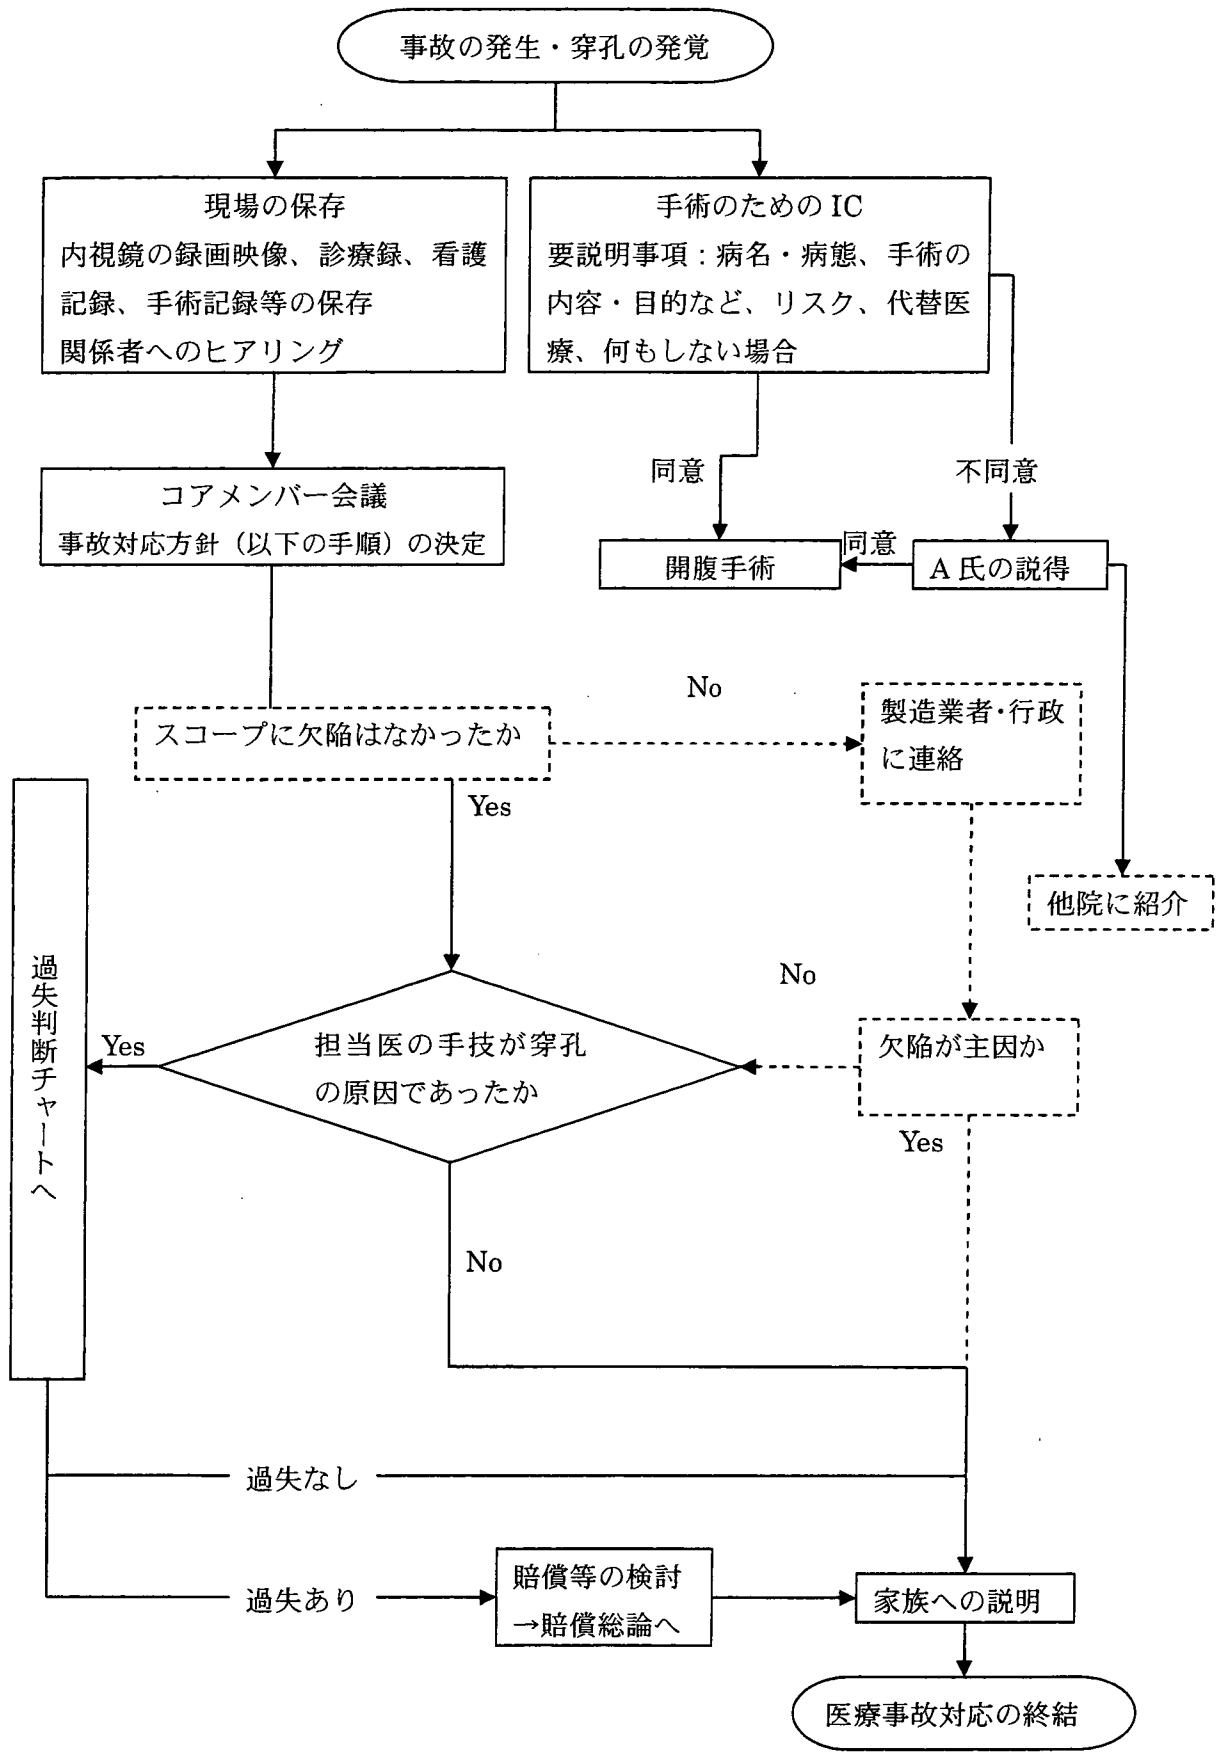 事故の発生・穿孔の発覚
現場の保存
内視鏡の録画映像、診療録、看護
記録、手術記録等の保存
関係者へのヒアリング
手術のための IC
要説明事項：病名・病態、手術の
内容・目的など、リスク、代替医
療、何もしない場合
コアメンバー会議
事故対応方針（以下の手順）の決定
同意
不同意
開腹手術
同意
A 氏の説得
スコープに欠陥はなかったか
No
製造業者・行政
に連絡
Yes
他院に紹介
過失判断チャートへ
Yes
担当医の手技が穿孔
の原因であったか
No
欠陥が主因か
Yes
No
過失なし
過失あり
賠償等の検討
→賠償総論へ
家族への説明
医療事故対応の終結